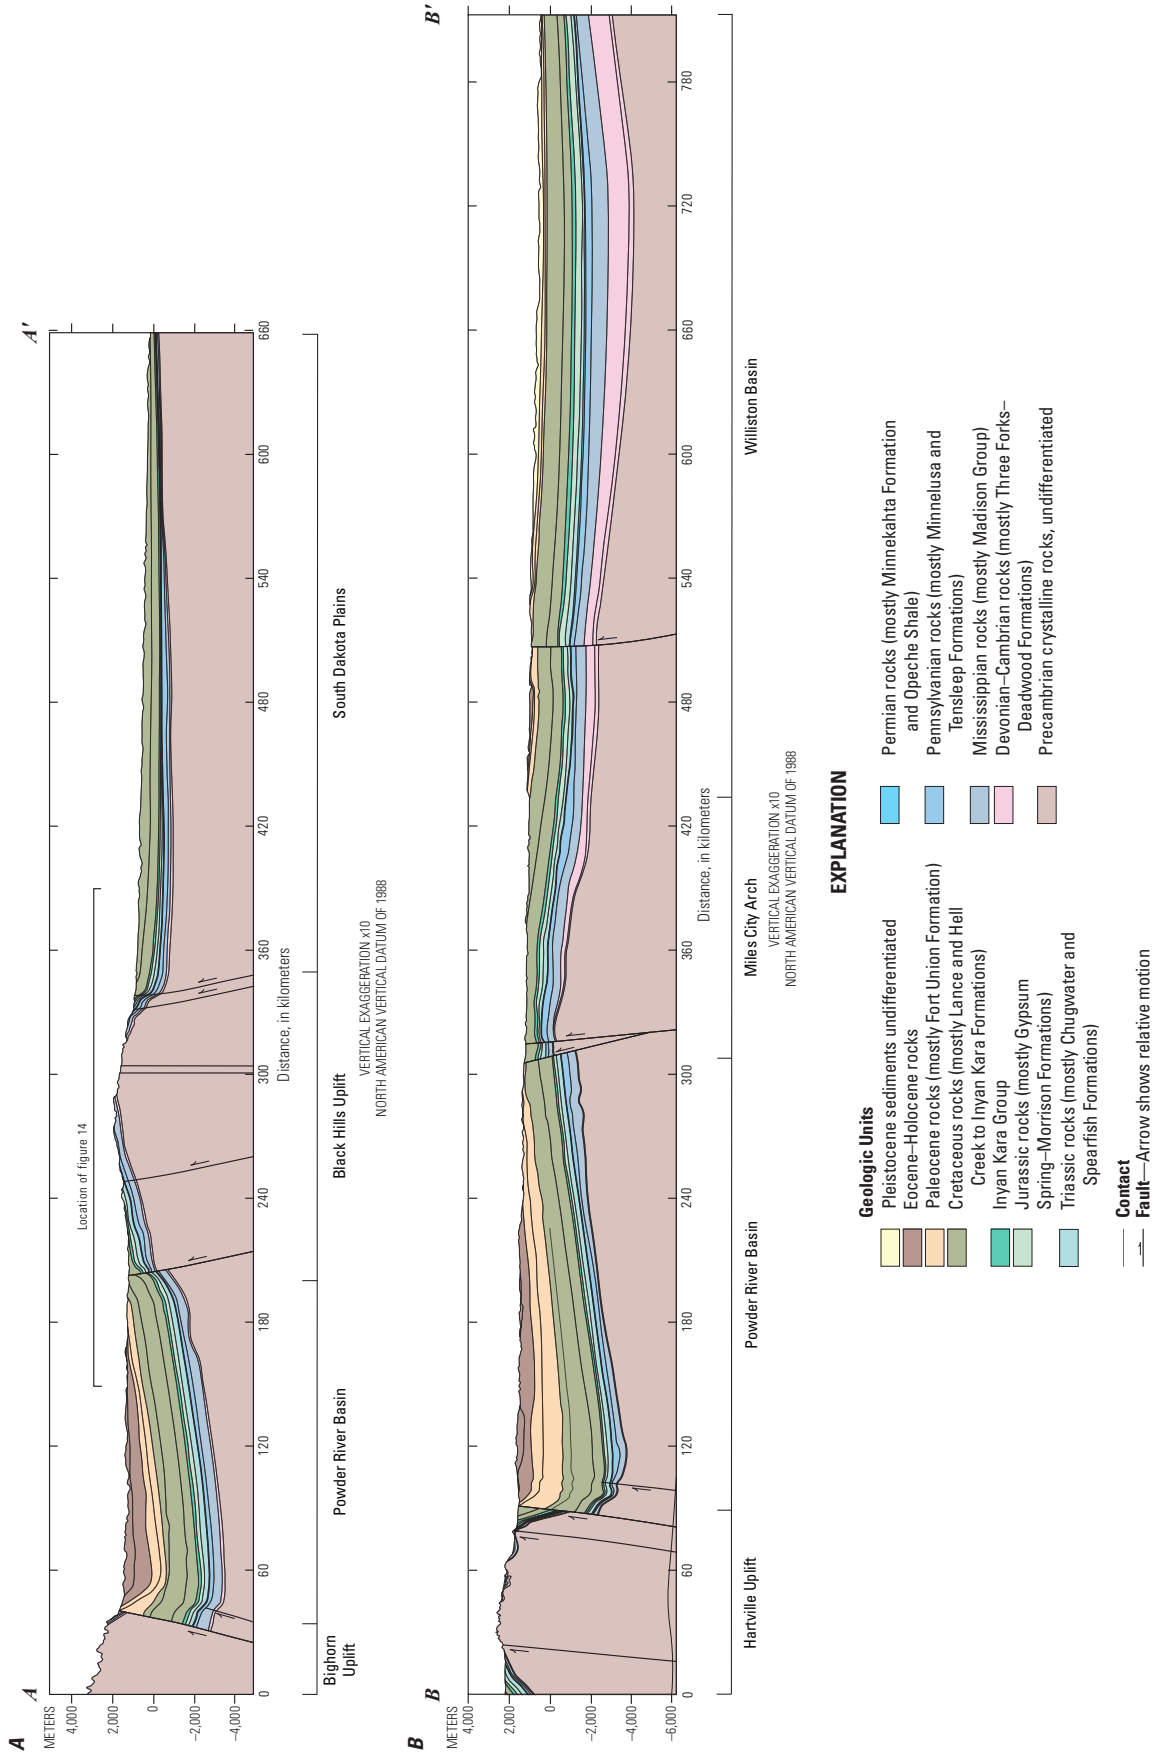 A
A
A'
METERS
4,000
2,000
0
–2,000
–4,000
Location of figure 14
0
60
120
180
240
300
360
420
480
540
600
660
Distance, in kilometers
Bighorn
Uplift
Powder River Basin
Black Hills Uplift
South Dakota Plains
VERTICAL EXAGGERATION x10
NORTH AMERICAN VERTICAL DATUM OF 1988
B
B
B'
METERS
4,000
2,000
0
–2,000
–4,000
–6,000
0
60
120
180
240
300
360
420
480
540
600
660
720
780
Distance, in kilometers
Hartville Uplift
Powder River Basin
Miles City Arch
Williston Basin
VERTICAL EXAGGERATION x10
NORTH AMERICAN VERTICAL DATUM OF 1988
EXPLANATION
Geologic Units
Pleistocene sediments undifferentiated
Eocene–Holocene rocks
Paleocene rocks (mostly Fort Union Formation)
Cretaceous rocks (mostly Lance and Hell
Creek to Inyan Kara Formations)
Inyan Kara Group
Jurassic rocks (mostly Gypsum
Spring–Morrison Formations)
Triassic rocks (mostly Chugwater and
Spearfish Formations)
Permian rocks (mostly Minnekahta Formation
and Opeche Shale)
Pennsylvanian rocks (mostly Minnelusa and
Tensleep Formations)
Mississippian rocks (mostly Madison Group)
Devonian–Cambrian rocks (mostly Three Forks–
Deadwood Formations)
Precambrian crystalline rocks, undifferentiated
Contact
Fault—Arrow shows relative motion